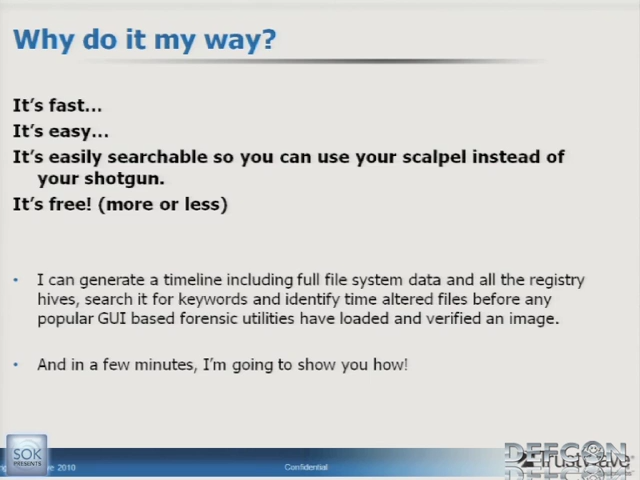 Why do it my way?
It's fast...
It's easy...
It's easily searchable so you can use your scalpel instead of
your shotgun.
It's free! (more or less)
• I can generate a timeline including full file system data and all the registry
hives, search it for keywords and identify time altered files before any
popular GUI based forensic utilities have loaded and verified an image.
• And in a few minutes, I'm going to show you how!
SOK
PRESENTS
2010
Confidential
DEFCON
Trustwave